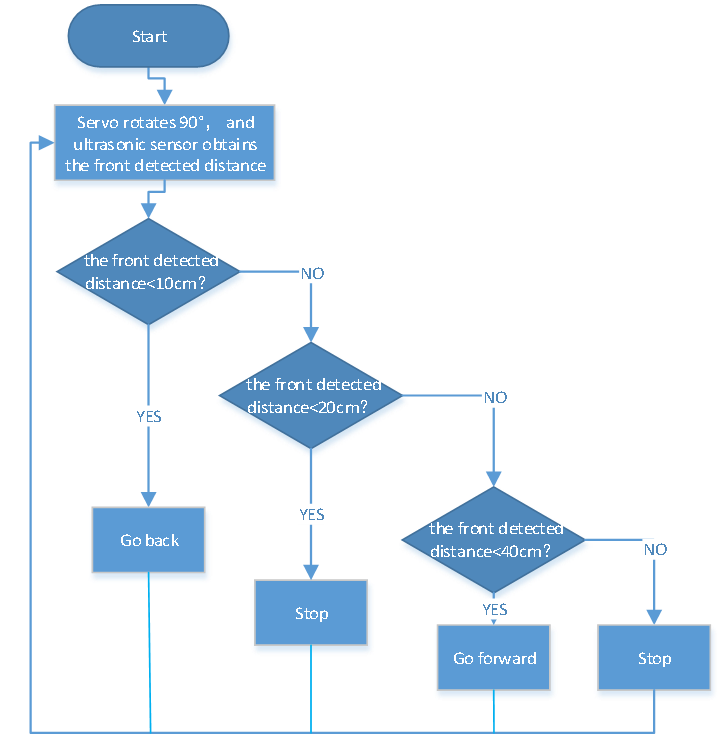 Start
Servo rotates 90°, and
ultrasonic sensor obtains
the front detected distance
the front detected
distance<10cm?
NO
the front detected
distance<20cm?
NO
YES
the front detected
distance<40cm?
YES
NO
Go back
YES
Stop
Go forward
Stop